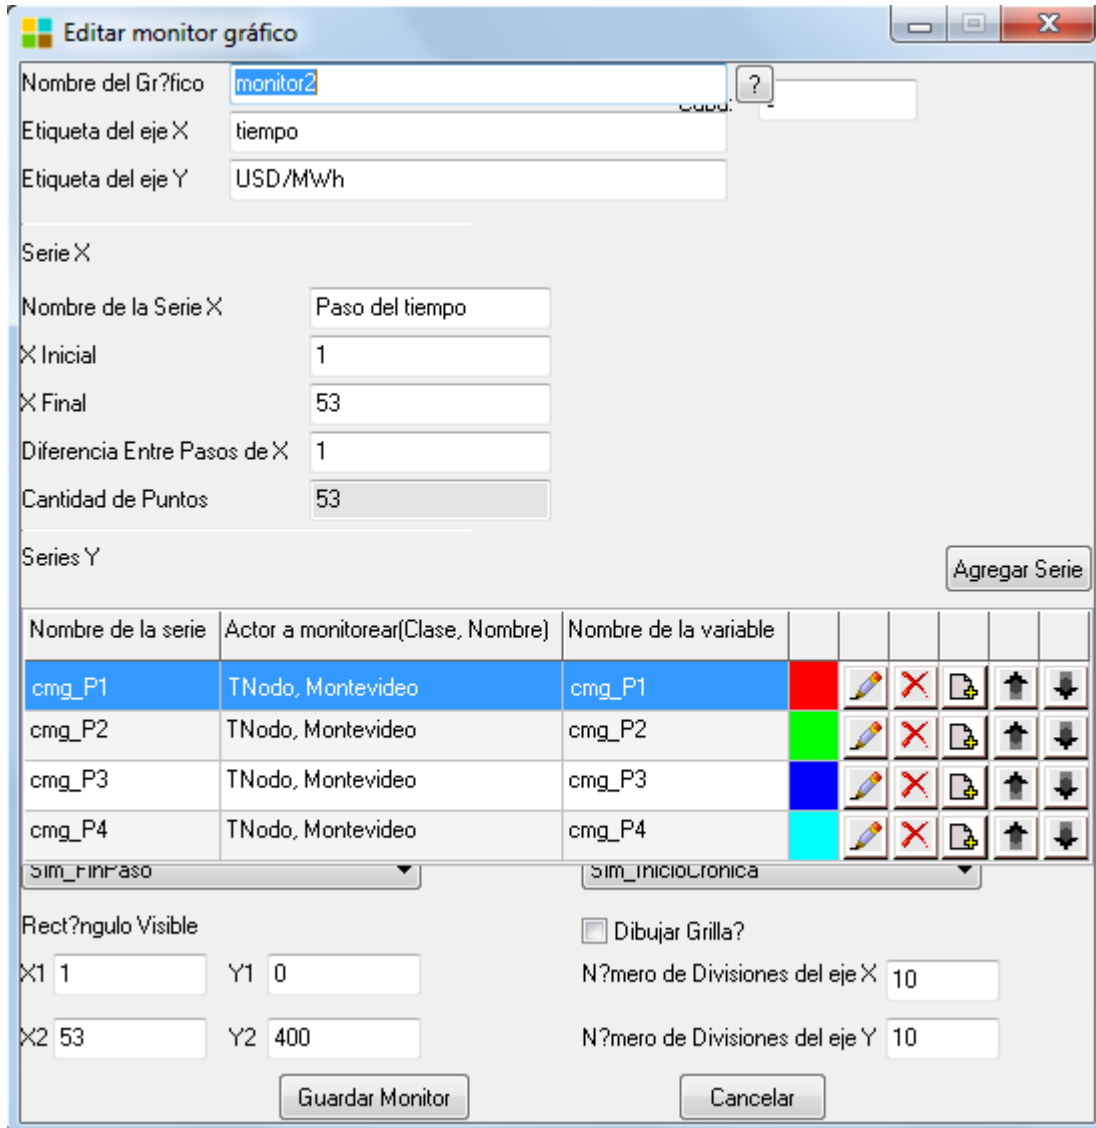 Editar monitor gráfico
Nombre del Gr?fico monitor2 ?
Etiqueta del eje X tiempo
Etiqueta del eje Y USD/MWh
Serie X
Nombre de la Serie X Paso del tiempo
X Inicial 1
X Final 53
Diferencia Entre Pasos de X 1
Cantidad de Puntos 53
Series Y
Agregar Serie
Nombre de la serie Actor a monitorear(Clase, Nombre) Nombre de la variable
cmg_P1 TNodo, Montevideo cmg_P1
cmg_P2 TNodo, Montevideo cmg_P2
cmg_P3 TNodo, Montevideo cmg_P3
cmg_P4 TNodo, Montevideo cmg_P4
Sim_FinPaso Sim_InicioCronica
Rect?ngulo Visible Dibujar Grilla?
X1 1 Y1 0 N?mero de Divisiones del eje X 10
X2 53 Y2 400 N?mero de Divisiones del eje Y 10
Guardar Monitor Cancelar